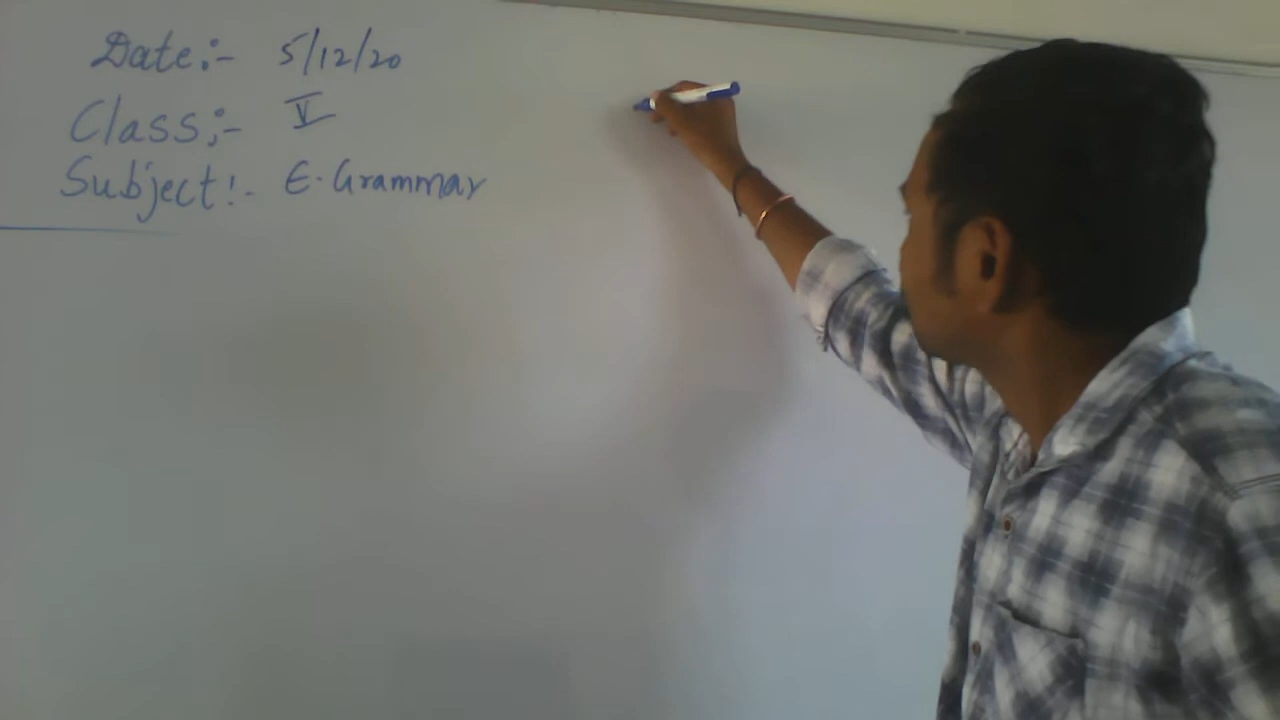 Date:- 5/12/20
Class:- V
Subject:- E. Grammar